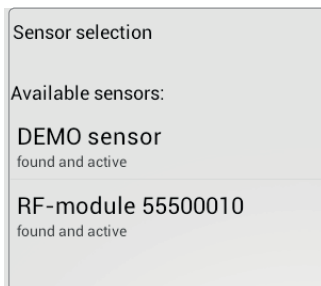 Sensor selection
Available sensors:
DEMO sensor
found and active
RF-module 55500010
found and active